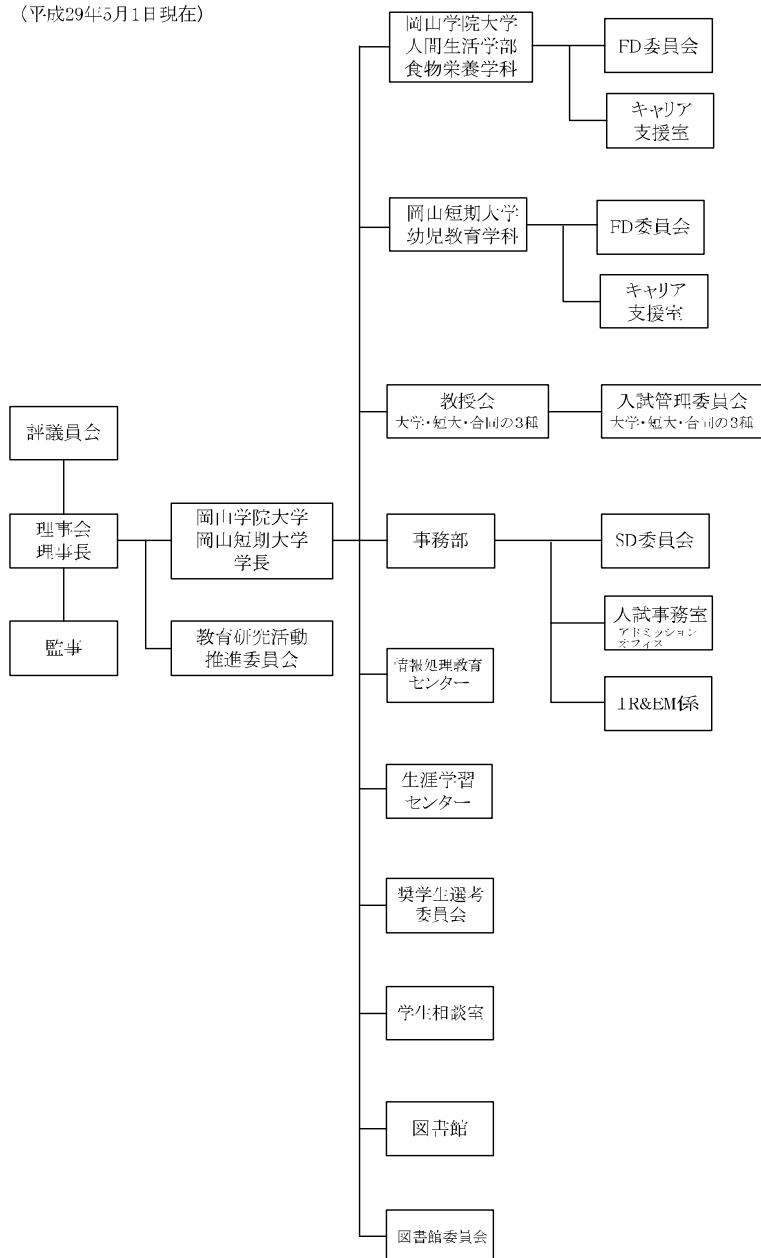 （平成29年5月1日現在）
岡山学院大学
人間生活学部
食物栄養学科
FD委員会
キャリア
支援室
岡山短期大学
幼児教育学科
FD委員会
キャリア
支援室
教授会
大学・短大・合同の3種
入試管理委員会
大学・短大・合同の3種
評議員会
理事会
理事長
監事
岡山学院大学
岡山短期大学
学長
教育研究活動
推進委員会
事務部
SD委員会
入試事務室
アドミッション
オフィス
IR&EM係
情報処理教育
センター
生涯学習
センター
奨学生選考
委員会
学生相談室
図書館
図書館委員会